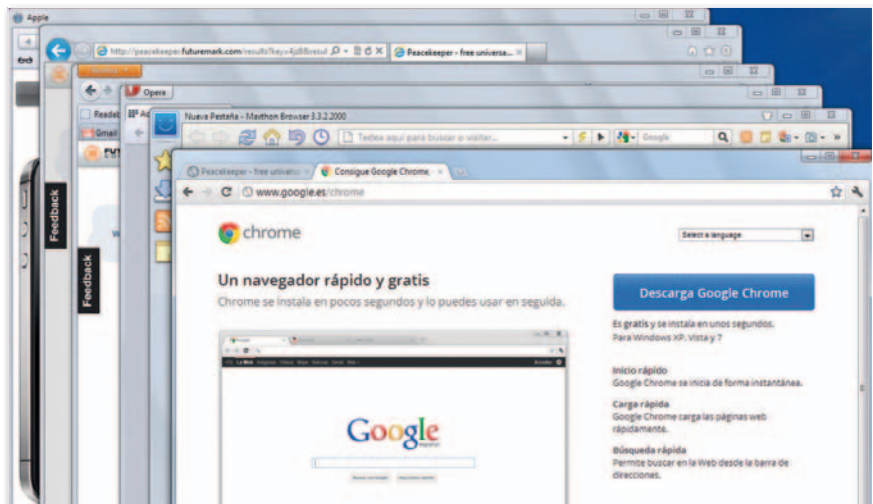 Apple
http://peacekeeper.futuremark.com/results?key=4jz8&resul
Peacekeeper - free universa...
Opera
Readab
Gmail
Nueva Pestaña - Maxthon Browser 3.3.2.2000
Teclea aquí para buscar o visitar...
Google
Peacekeeper - free universa
Consigue Google Chrome
www.google.es/chrome
Feedback
Feedback
chrome
Select a language
Un navegador rápido y gratis
Chrome se instala en pocos segundos y lo puedes usar en seguida.
Descarga Google Chrome
Es gratis y se instala en unos segundos.
Para Windows XP, Vista y 7
Inicio rápido
Google Chrome se inicia de forma instantánea.
Carga rápida
Google Chrome carga las páginas web
rápidamente.
Búsqueda rápida
Permite buscar en la Web desde la barra de
direcciones.
Google